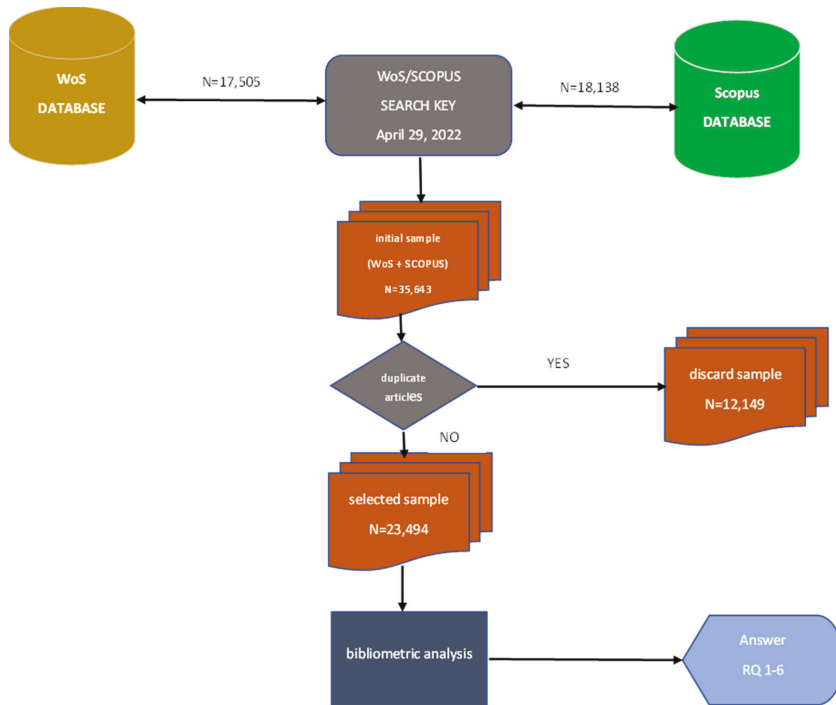 WoS
DATABASE
N=17,505
WoS/SCOPUS
SEARCH KEY
April 29, 2022
N=18,138
Scopus
DATABASE
initial sample
(WoS + SCOPUS)
N=35,643
duplicate
articles
YES
discard sample
N=12,149
NO
selected sample
N=23,494
bibliometric analysis
Answer
RQ 1-6